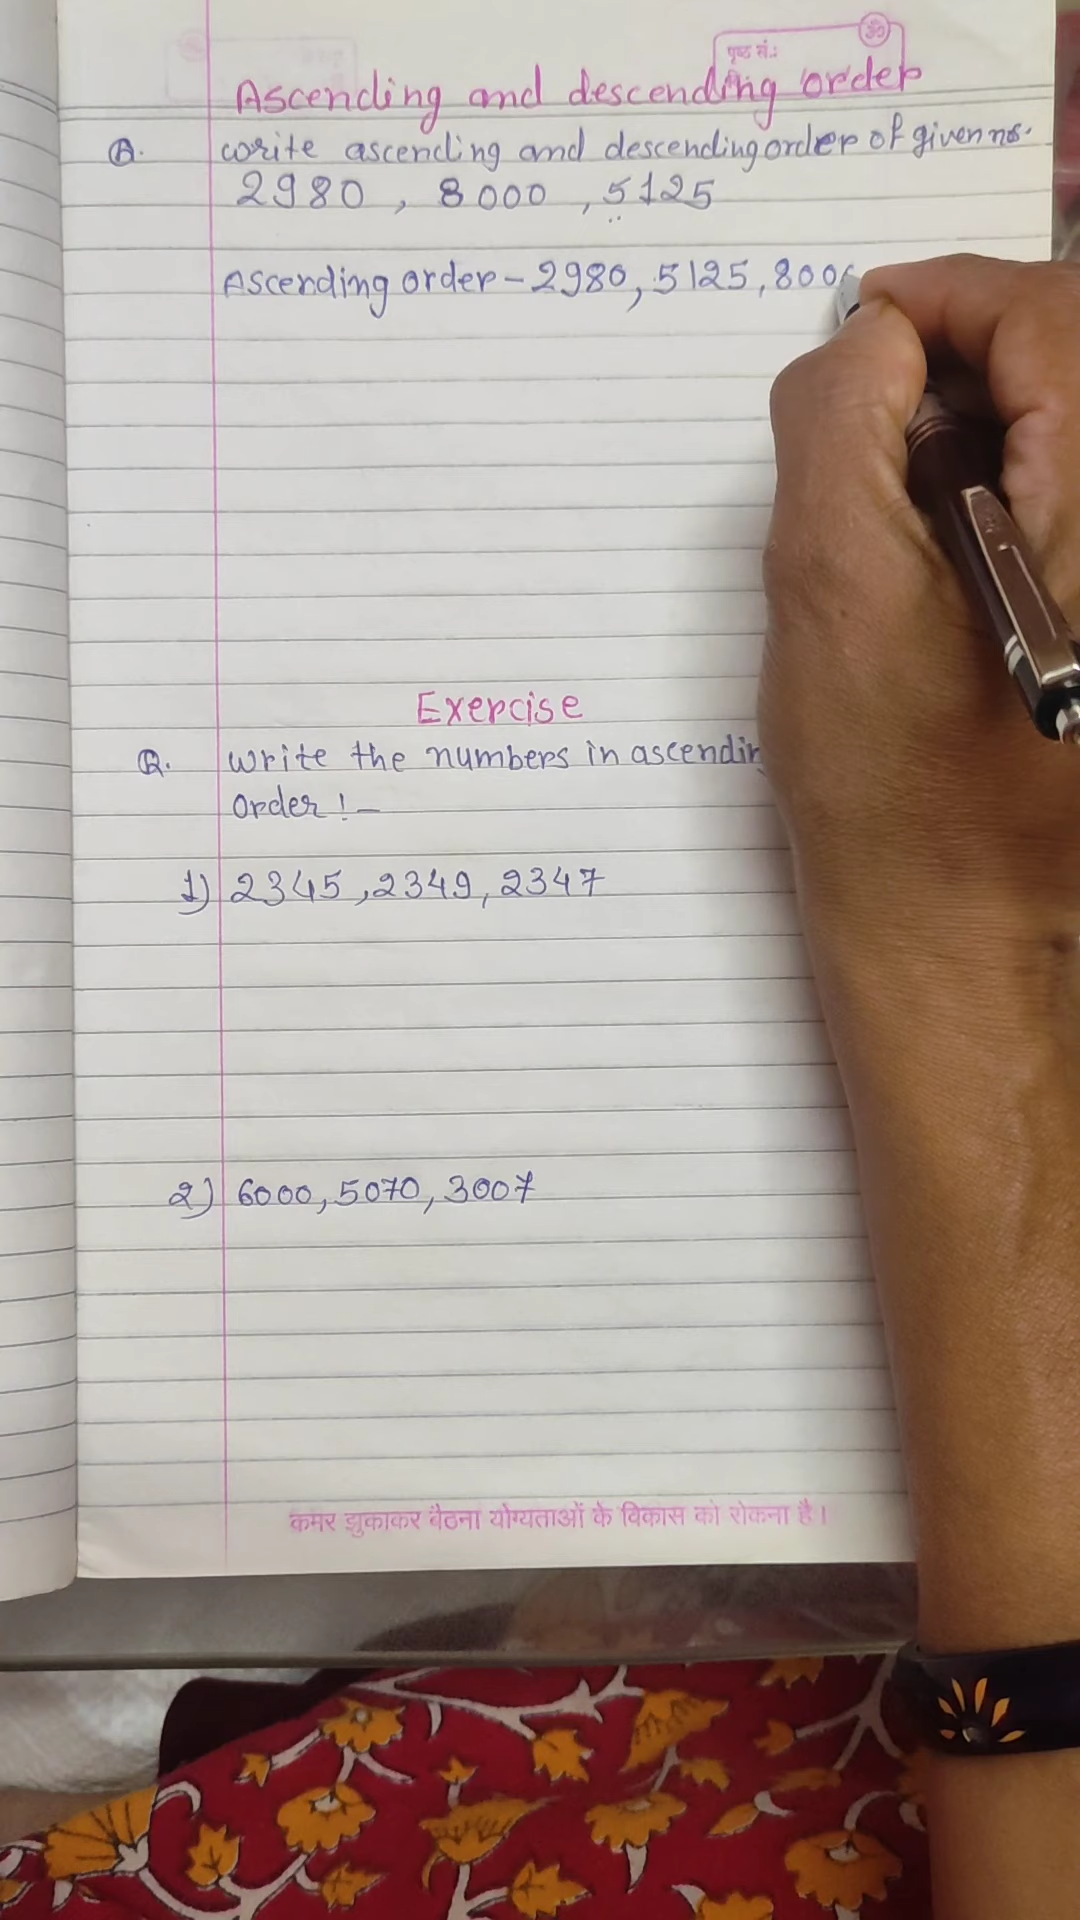 पृष्ठ सं.:
Ascending and descending order
Q. write ascending and descending order of given nos.
2980, 8000, 5125
Ascending order - 2980, 5125, 800
Exercise
Q. Write the numbers in ascendin
order :-
1) 2345, 2349, 2347
2) 6000, 5070, 3007
कमर झुकाकर बैठना योग्यताओं के विकास को रोकना है।